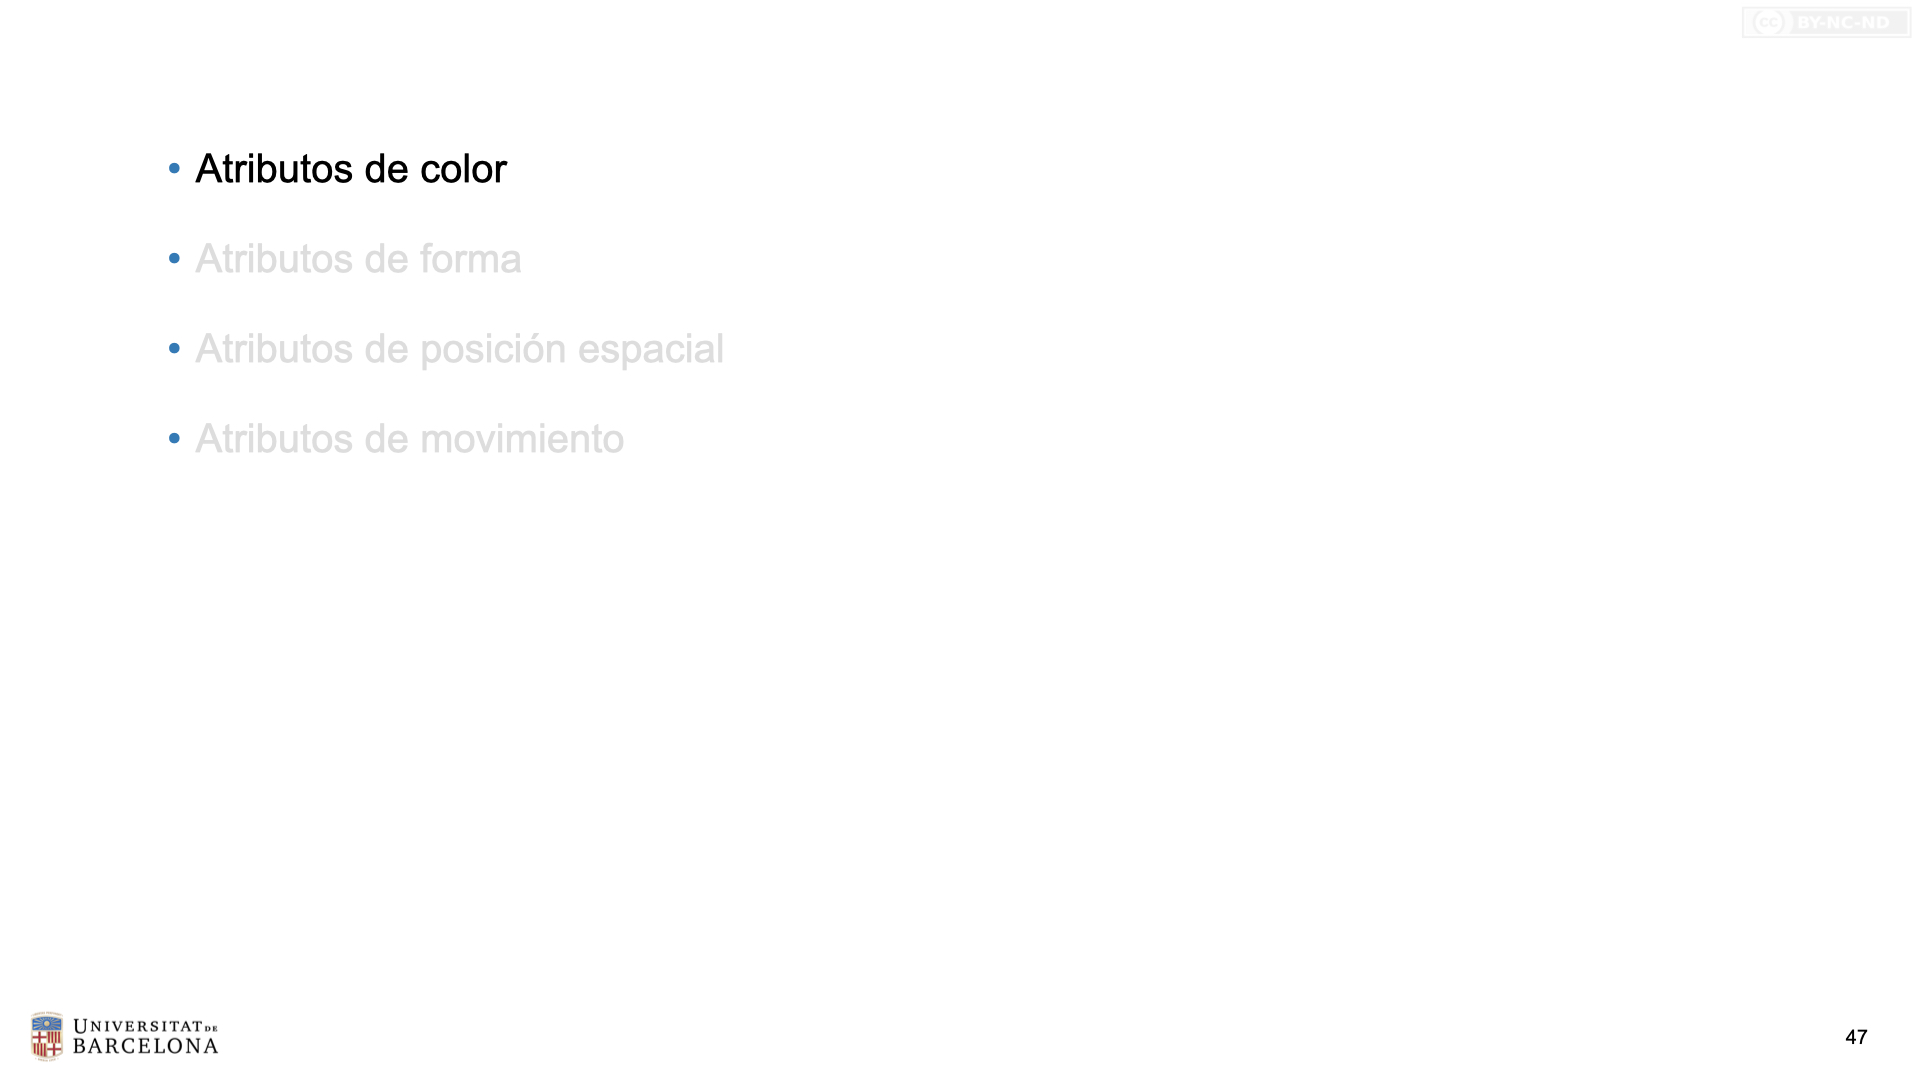 BY-NC-ND
• Atributos de color
• Atributos de forma
• Atributos de posición espacial
• Atributos de movimiento
UNIVERSITAT DE
BARCELONA
47